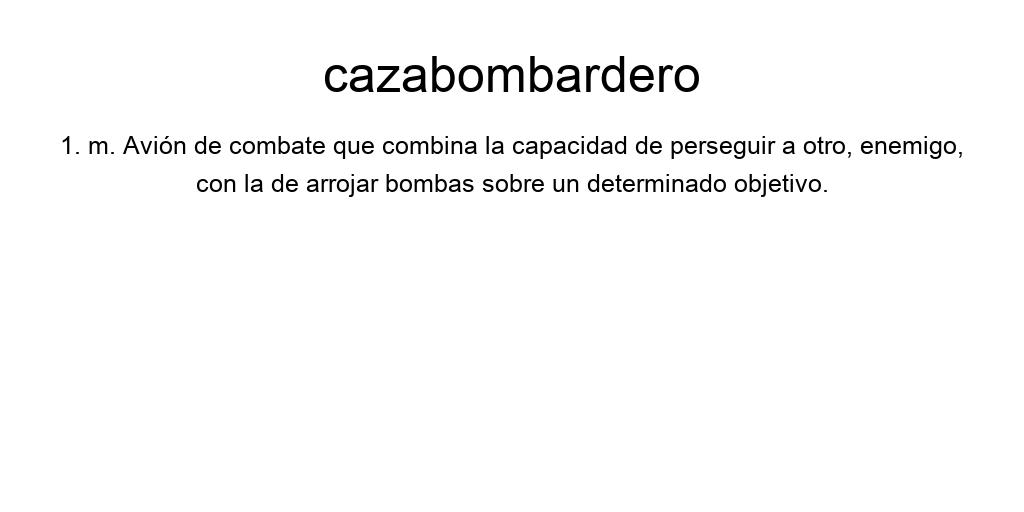 cazabombardero
1. m. Avión de combate que combina la capacidad de perseguir a otro, enemigo,
con la de arrojar bombas sobre un determinado objetivo.